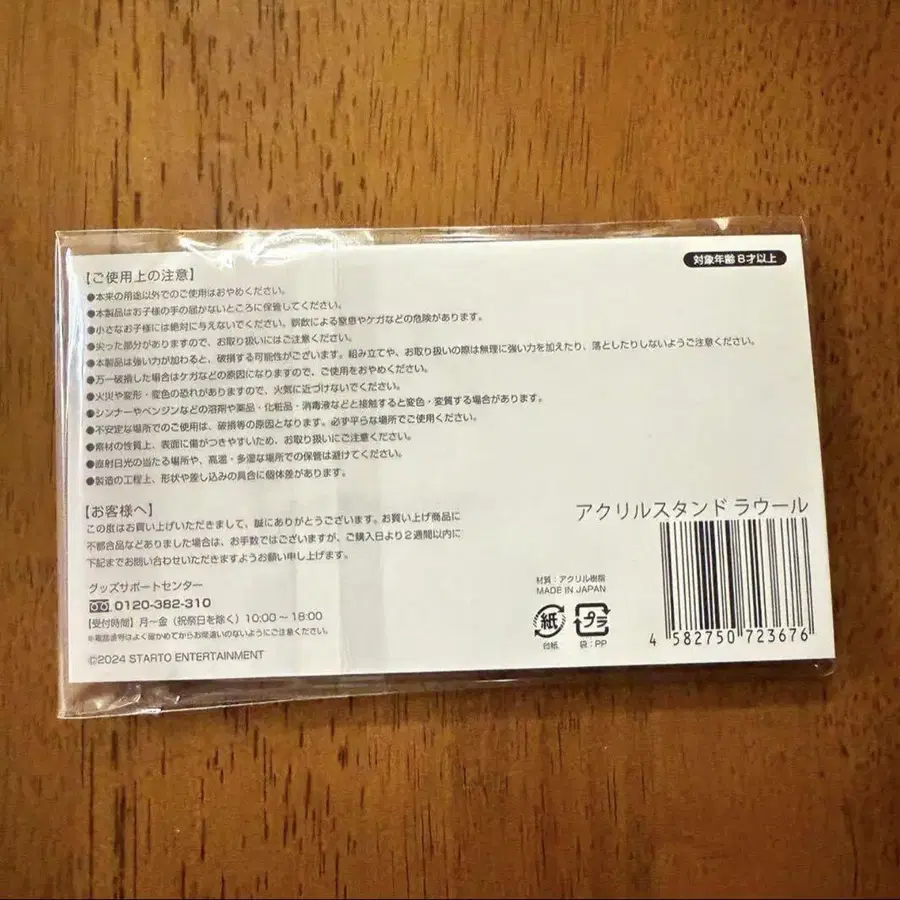 対象年齢 8才以上
【ご使用上の注意】
●本来の用途以外でのご使用はおやめください。
●本製品はお子様の手の届かないところに保管してください。
●小さなお子様には絶対に与えないでください。誤飲による窒息やケガなどの危険があります。
●尖った部分がありますので、お取り扱いにはご注意ください。
●本製品は強い力が加わると、破損する可能性がございます。組み立てや、お取り扱いの際は無理に強い力を加えたり、落としたりしないようご注意ください。
●万一破損した場合はケガなどの原因になりますので、ご使用をおやめください。
●火災や変形・変色の恐れがありますので、火気に近づけないでください。
●シンナーやベンジンなどの溶剤や薬品・化粧品・消毒液などと接触すると変色・変質する場合があります。
●不安定な場所でのご使用は、破損等の原因となります。必ず平らな場所でご使用ください。
●素材の性質上、表面に傷がつきやすいため、お取り扱いにご注意ください。
●直射日光の当たる場所や、高温・多湿な場所での保管は避けてください。
●製造の工程上、形状や差し込みの具合に個体差があります。
【お客様へ】
この度はお買い上げいただきまして、誠にありがとうございます。お買い上げ商品に
不都合品などありました場合は、お手数ではございますが、ご購入日より2週間以内に
下記までお問い合わせいただきますようお願い申し上げます。
グッズサポートセンター
0120-382-310
【受付時間】月～金(祝祭日を除く)10:00～18:00
※電話番号はよく確かめてからお間違いのないようにご注意ください。
©2024 STARTO ENTERTAINMENT
アクリルスタンド ラウール
材質:アクリル樹脂
MADE IN JAPAN
紙
台紙
プラ
袋:PP
4 582750 723676